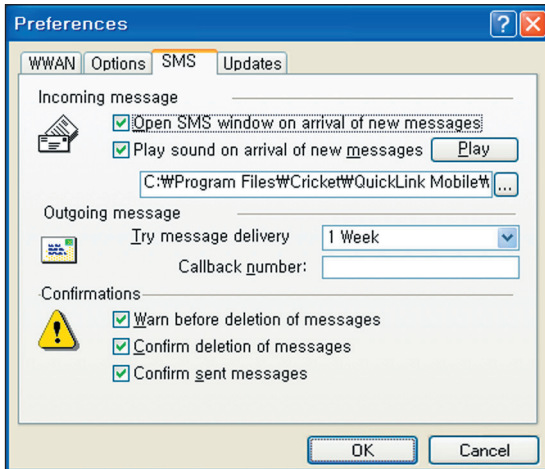 Preferences
WWAN Options SMS Updates
Incoming message
Open SMS window on arrival of new messages
Play sound on arrival of new messages Play
C:₩Program Files₩Cricket₩QuickLink Mobile₩ ...
Outgoing message
Try message delivery 1 Week
Callback number:
Confirmations
Warn before deletion of messages
Confirm deletion of messages
Confirm sent messages
OK Cancel